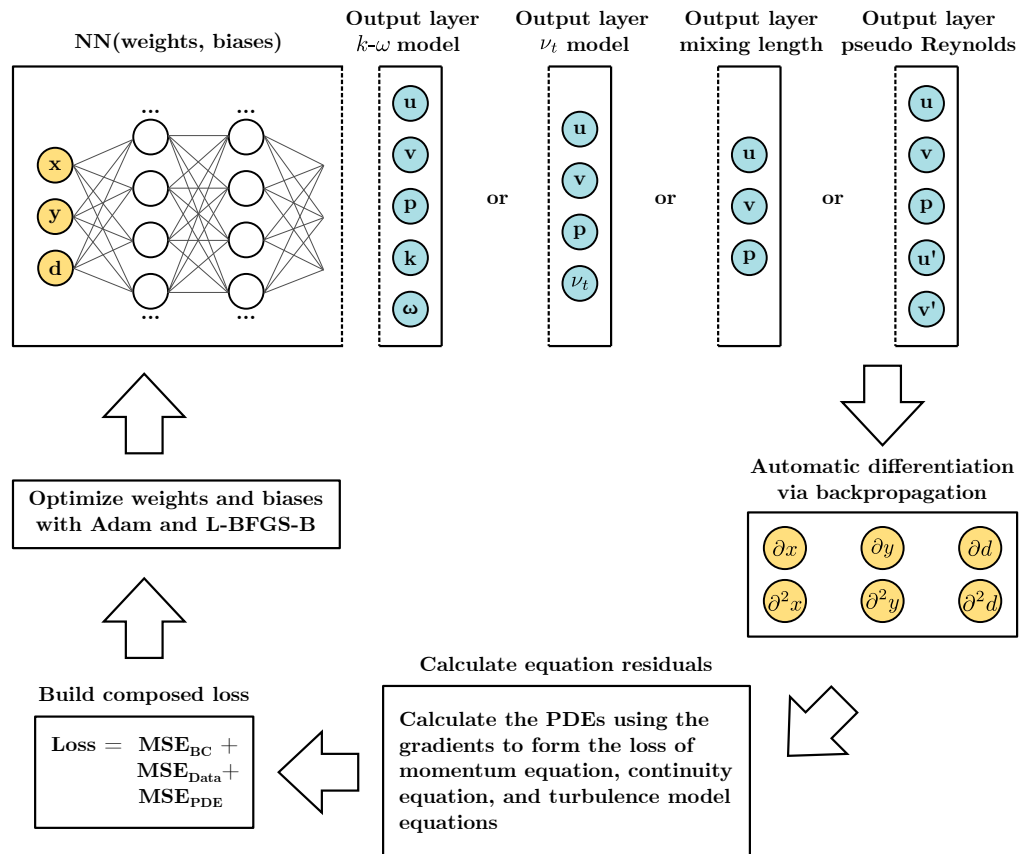 NN(weights, biases)
Output layer
k-ω model
Output layer
νt model
Output layer
mixing length
Output layer
pseudo Reynolds
x
y
d
...
...
...
...
u
v
p
k
ω
or
u
v
p
νt
or
u
v
p
or
u
v
p
u'
v'
Automatic differentiation
via backpropagation
∂x ∂y ∂d
∂²x ∂²y ∂²d
Calculate equation residuals
Calculate the PDEs using the
gradients to form the loss of
momentum equation, continuity
equation, and turbulence model
equations
Build composed loss
Loss = MSE_BC +
MSE_Data +
MSE_PDE
Optimize weights and biases
with Adam and L-BFGS-B